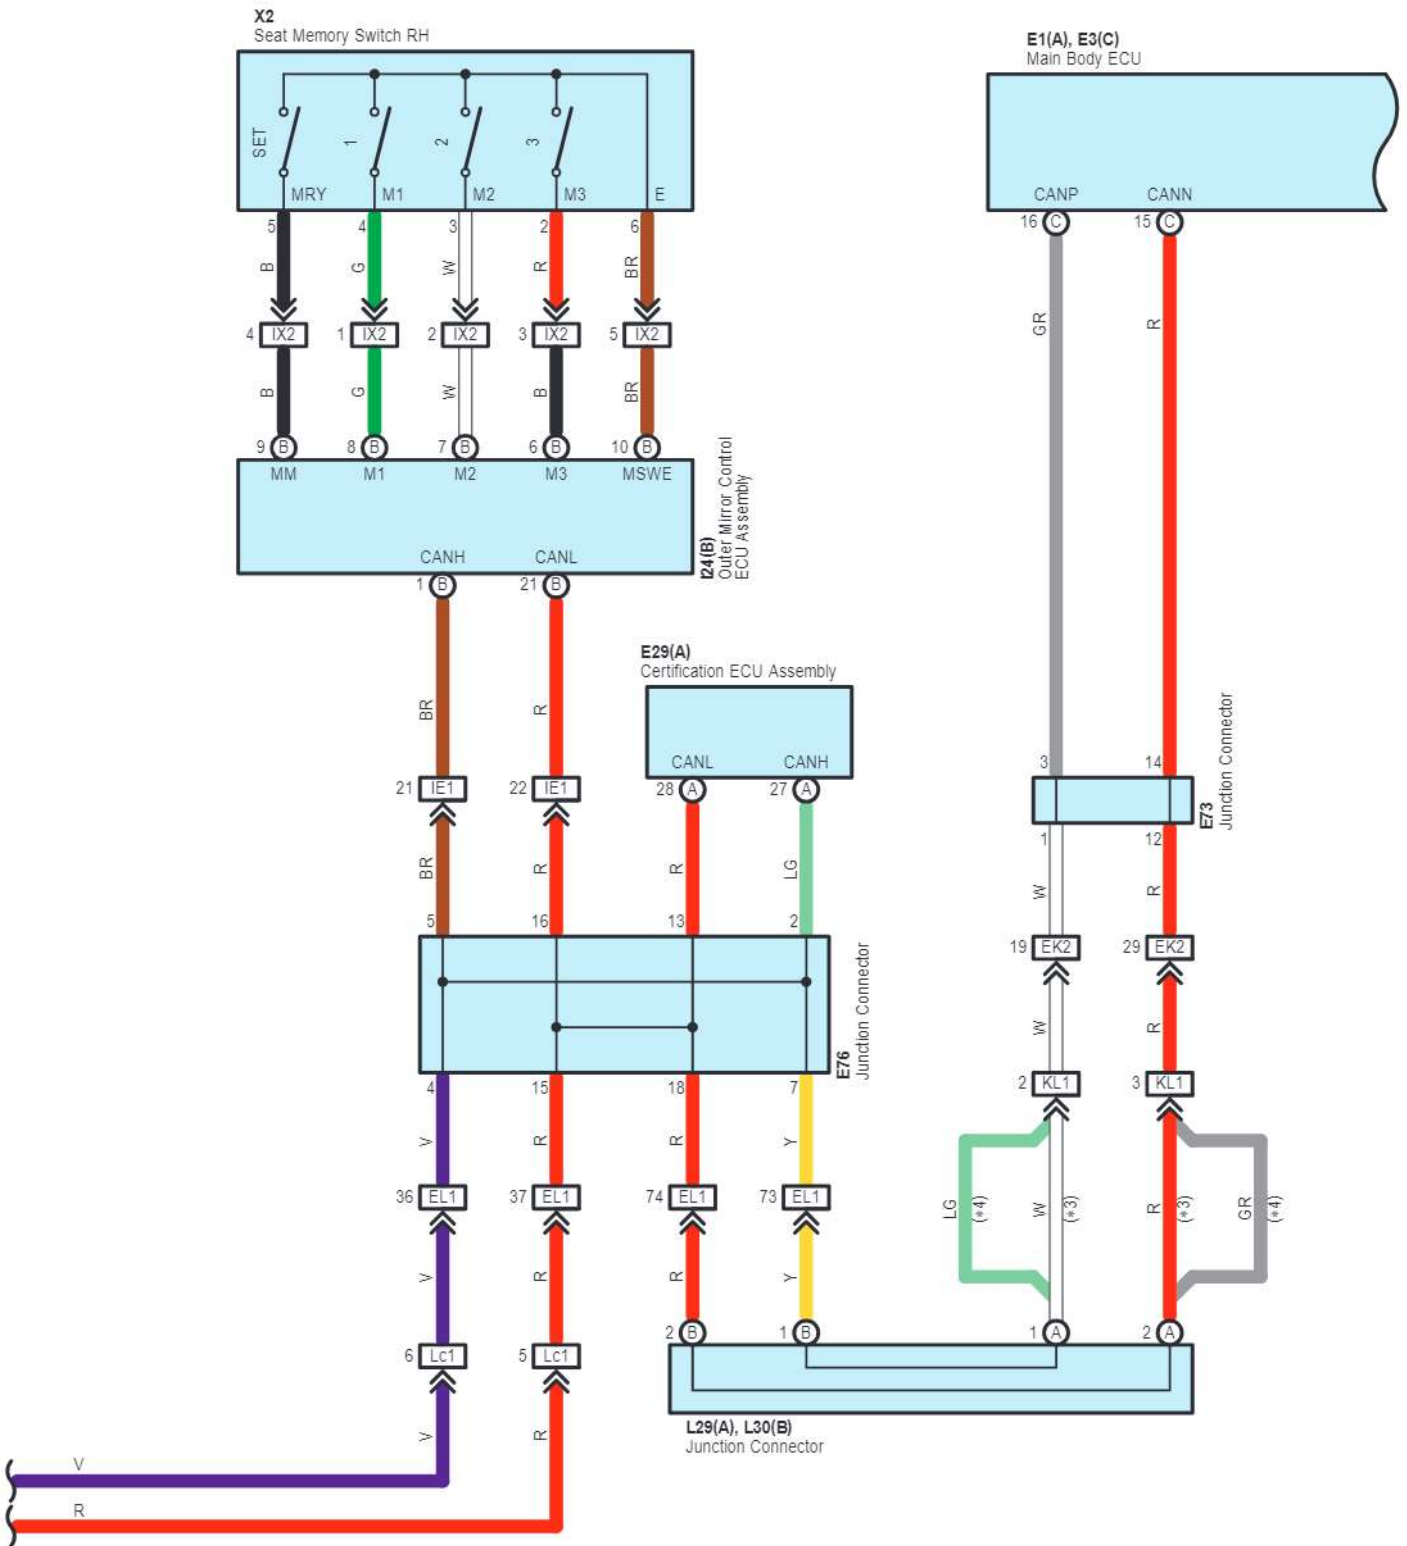 X2
Seat Memory Switch RH
E1(A), E3(C)
Main Body ECU
SET
1
2
3
MRY M1 M2 M3 E
CANP CANN
5 4 3 2 6
16 C 15 C
B G W R BR
GR R
4 IX2 1 IX2 2 IX2 3 IX2 5 IX2
B G W B BR
9 B 8 B 7 B 6 B 10 B
MM M1 M2 M3 MSWE
I24(B)
Outer Mirror Control
ECU Assembly
CANH CANL
1 B 21 B
E29(A)
Certification ECU Assembly
BR R
CANL CANH
28 A 27 A
21 IE1 22 IE1
3 14
E73
Junction Connector
1 12
BR R R LG
W R
5 16 13 2
19 EK2 29 EK2
E76
Junction Connector
W R
4 15 18 7
2 KL1 3 KL1
V R R Y
36 EL1 37 EL1 74 EL1 73 EL1
LG
(*4)
W
(*3)
R
(*3)
GR
(*4)
V R R Y
2 B 1 B 1 A 2 A
6 Lc1 5 Lc1
L29(A), L30(B)
Junction Connector
V R
V
R